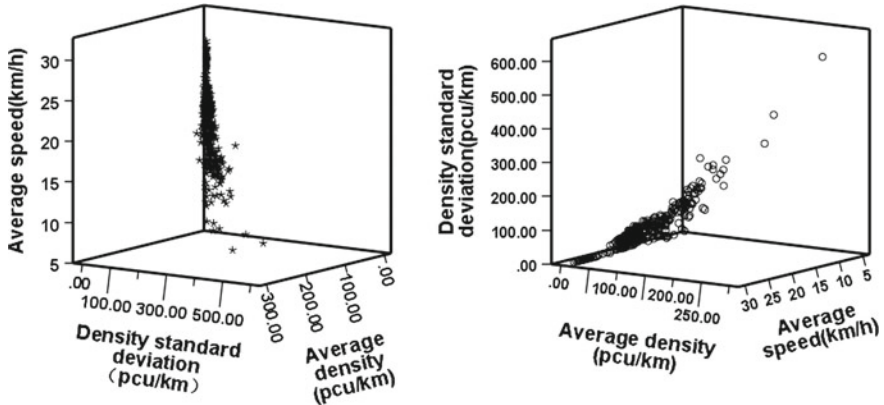 Average speed(km/h)
30
25
20
15
10
5
.00
100.00
300.00
500.00
Density standard
deviation
(pcu/km)
300.00
200.00
100.00
.00
Average
density
(pcu/km)
Density standard
deviation(pcu/km)
600.00
500.00
400.00
300.00
200.00
100.00
.00
.00
100.00
200.00
250.00
Average density
(pcu/km)
30
25
20
15
10
5
Average
speed(km/h)